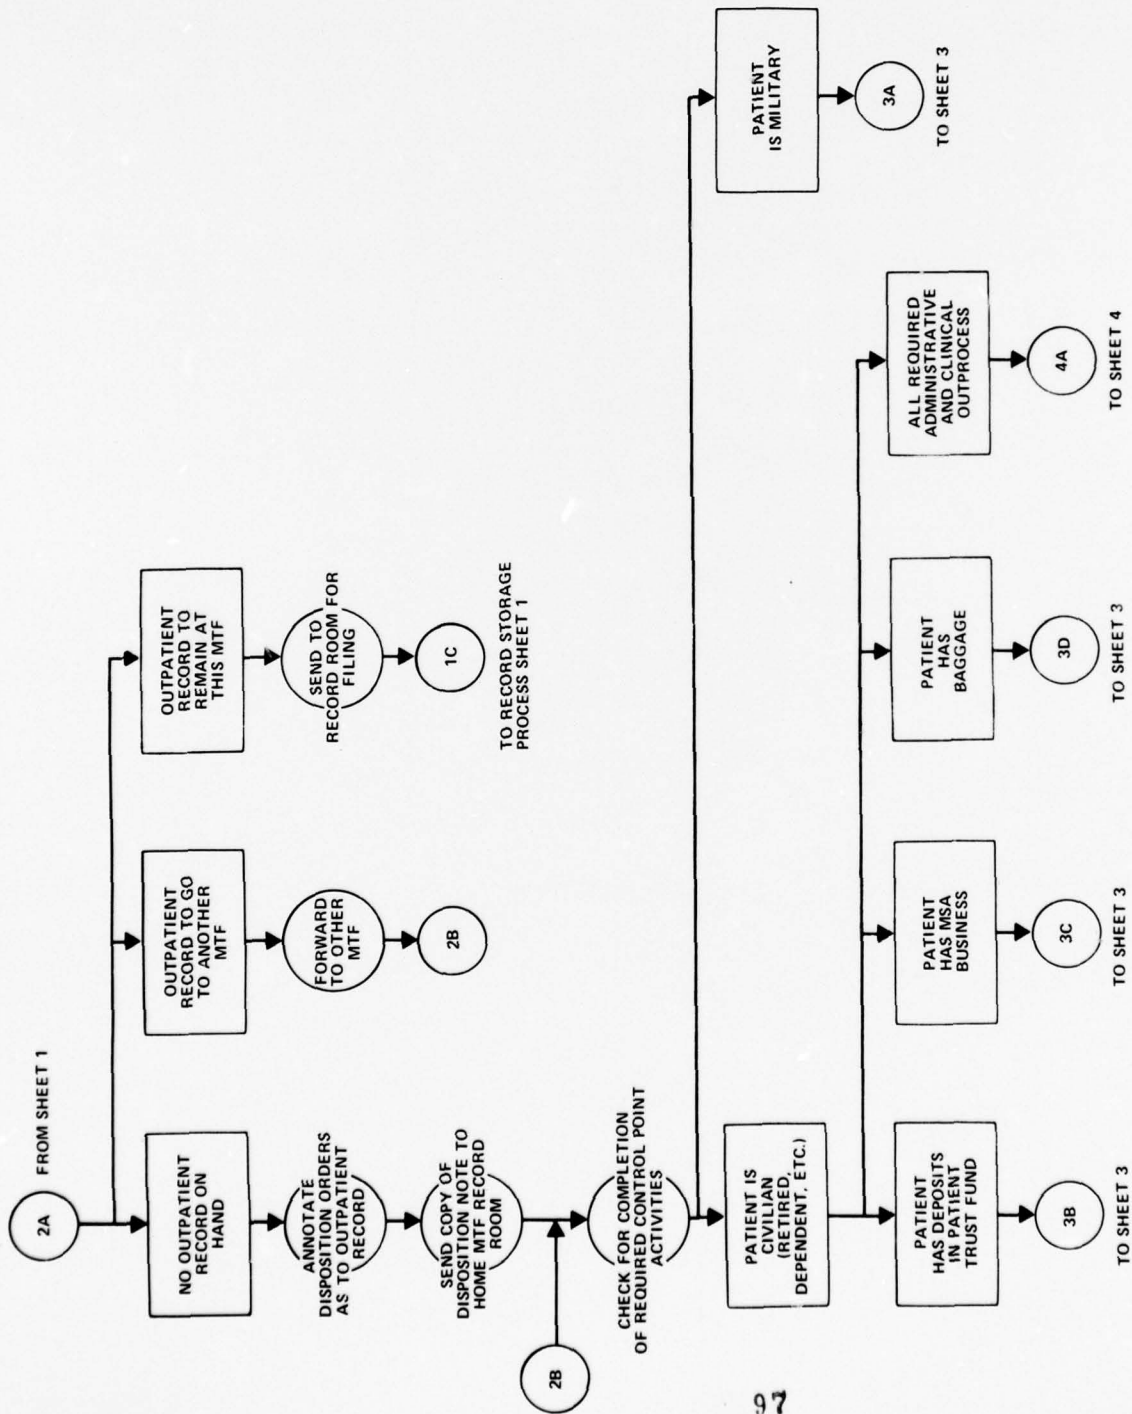 2A
FROM SHEET 1
NO OUTPATIENT
RECORD ON
HAND
OUTPATIENT
RECORD TO GO
TO ANOTHER
MTF
OUTPATIENT
RECORD TO
REMAIN AT
THIS MTF
ANNOTATE
DISPOSITION ORDERS
AS TO OUTPATIENT
RECORD
FORWARD
TO OTHER
MTF
SEND TO
RECORD ROOM FOR
FILING
SEND COPY OF
DISPOSITION NOTE TO
HOME MTF RECORD
ROOM
2B
1C
TO RECORD STORAGE
PROCESS SHEET 1
2B
CHECK FOR COMPLETION
OF REQUIRED CONTROL POINT
ACTIVITIES
PATIENT IS
CIVILIAN
(RETIRED,
DEPENDENT, ETC.)
PATIENT
IS MILITARY
3A
TO SHEET 3
PATIENT
HAS DEPOSITS
IN PATIENT
TRUST FUND
PATIENT
HAS MSA
BUSINESS
PATIENT
HAS
BAGGAGE
ALL REQUIRED
ADMINISTRATIVE
AND CLINICAL
OUTPROCESS
3B
3C
3D
4A
TO SHEET 3
TO SHEET 3
TO SHEET 3
TO SHEET 4
97